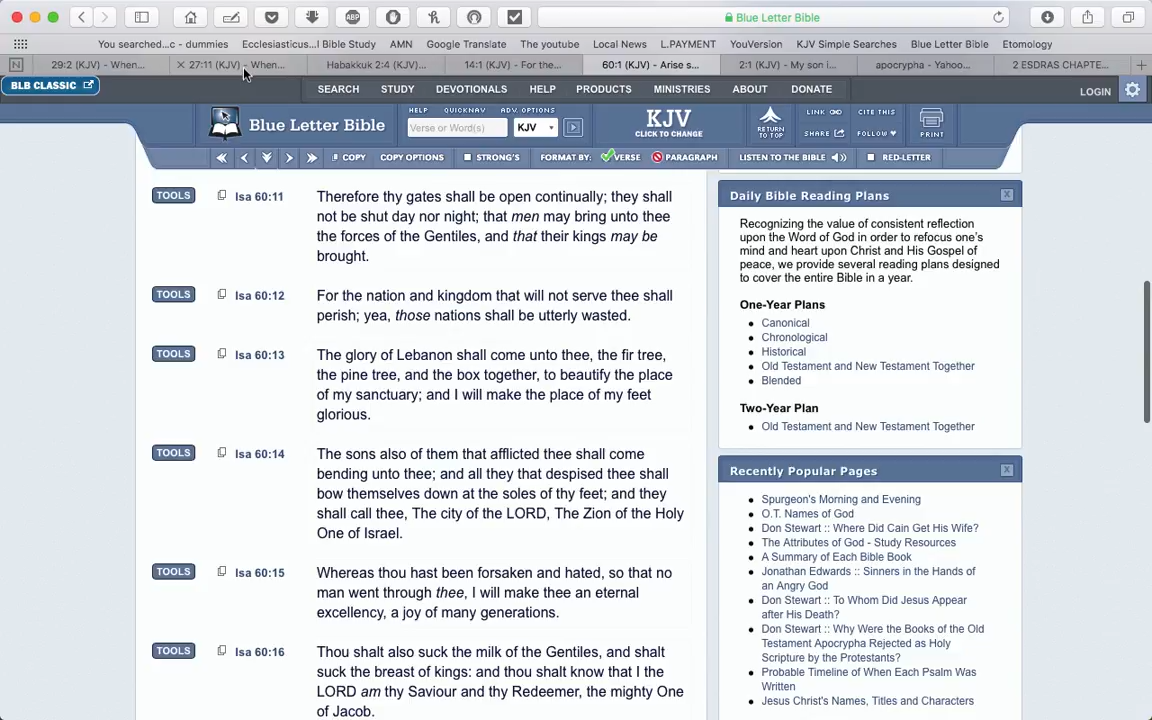 Blue Letter Bible
You searched...c - dummies
Ecclesiasticus...l Bible Study
AMN
Google Translate
The youtube
Local News
L.PAYMENT
YouVersion
KJV Simple Searches
Blue Letter Bible
Etomology
29:2 (KJV) - When...
27:11 (KJV) - When...
Habakkuk 2:4 (KJV)...
14:1 (KJV) - For the...
60:1 (KJV) - Arise s...
2:1 (KJV) - My son i...
apocrypha - Yahoo...
2 ESDRAS CHAPTE...
BLB CLASSIC
SEARCH
STUDY
DEVOTIONALS
HELP
PRODUCTS
MINISTRIES
ABOUT
DONATE
LOGIN
Blue Letter Bible
HELP
QUICKNAV
ADV. OPTIONS
Verse or Word(s)
KJV
KJV
CLICK TO CHANGE
RETURN
TO TOP
LINK
CITE THIS
SHARE
FOLLOW
PRINT
COPY
COPY OPTIONS
STRONG'S
FORMAT BY:
VERSE
PARAGRAPH
LISTEN TO THE BIBLE
RED-LETTER
TOOLS
Isa 60:11
Therefore thy gates shall be open continually; they shall
not be shut day nor night; that men may bring unto thee
the forces of the Gentiles, and that their kings may be
brought.
TOOLS
Isa 60:12
For the nation and kingdom that will not serve thee shall
perish; yea, those nations shall be utterly wasted.
TOOLS
Isa 60:13
The glory of Lebanon shall come unto thee, the fir tree,
the pine tree, and the box together, to beautify the place
of my sanctuary; and I will make the place of my feet
glorious.
TOOLS
Isa 60:14
The sons also of them that afflicted thee shall come
bending unto thee; and all they that despised thee shall
bow themselves down at the soles of thy feet; and they
shall call thee, The city of the LORD, The Zion of the Holy
One of Israel.
TOOLS
Isa 60:15
Whereas thou hast been forsaken and hated, so that no
man went through thee, I will make thee an eternal
excellency, a joy of many generations.
TOOLS
Isa 60:16
Thou shalt also suck the milk of the Gentiles, and shalt
suck the breast of kings: and thou shalt know that I the
LORD am thy Saviour and thy Redeemer, the mighty One
of Jacob.
Daily Bible Reading Plans
Recognizing the value of consistent reflection
upon the Word of God in order to refocus one's
mind and heart upon Christ and His Gospel of
peace, we provide several reading plans designed
to cover the entire Bible in a year.
One-Year Plans
Canonical
Chronological
Historical
Old Testament and New Testament Together
Blended
Two-Year Plan
Old Testament and New Testament Together
Recently Popular Pages
Spurgeon's Morning and Evening
O.T. Names of God
Don Stewart :: Where Did Cain Get His Wife?
The Attributes of God - Study Resources
A Summary of Each Bible Book
Jonathan Edwards :: Sinners in the Hands of
an Angry God
Don Stewart :: To Whom Did Jesus Appear
after His Death?
Don Stewart :: Why Were the Books of the Old
Testament Apocrypha Rejected as Holy
Scripture by the Protestants?
Probable Timeline of When Each Psalm Was
Written
Jesus Christ's Names, Titles and Characters